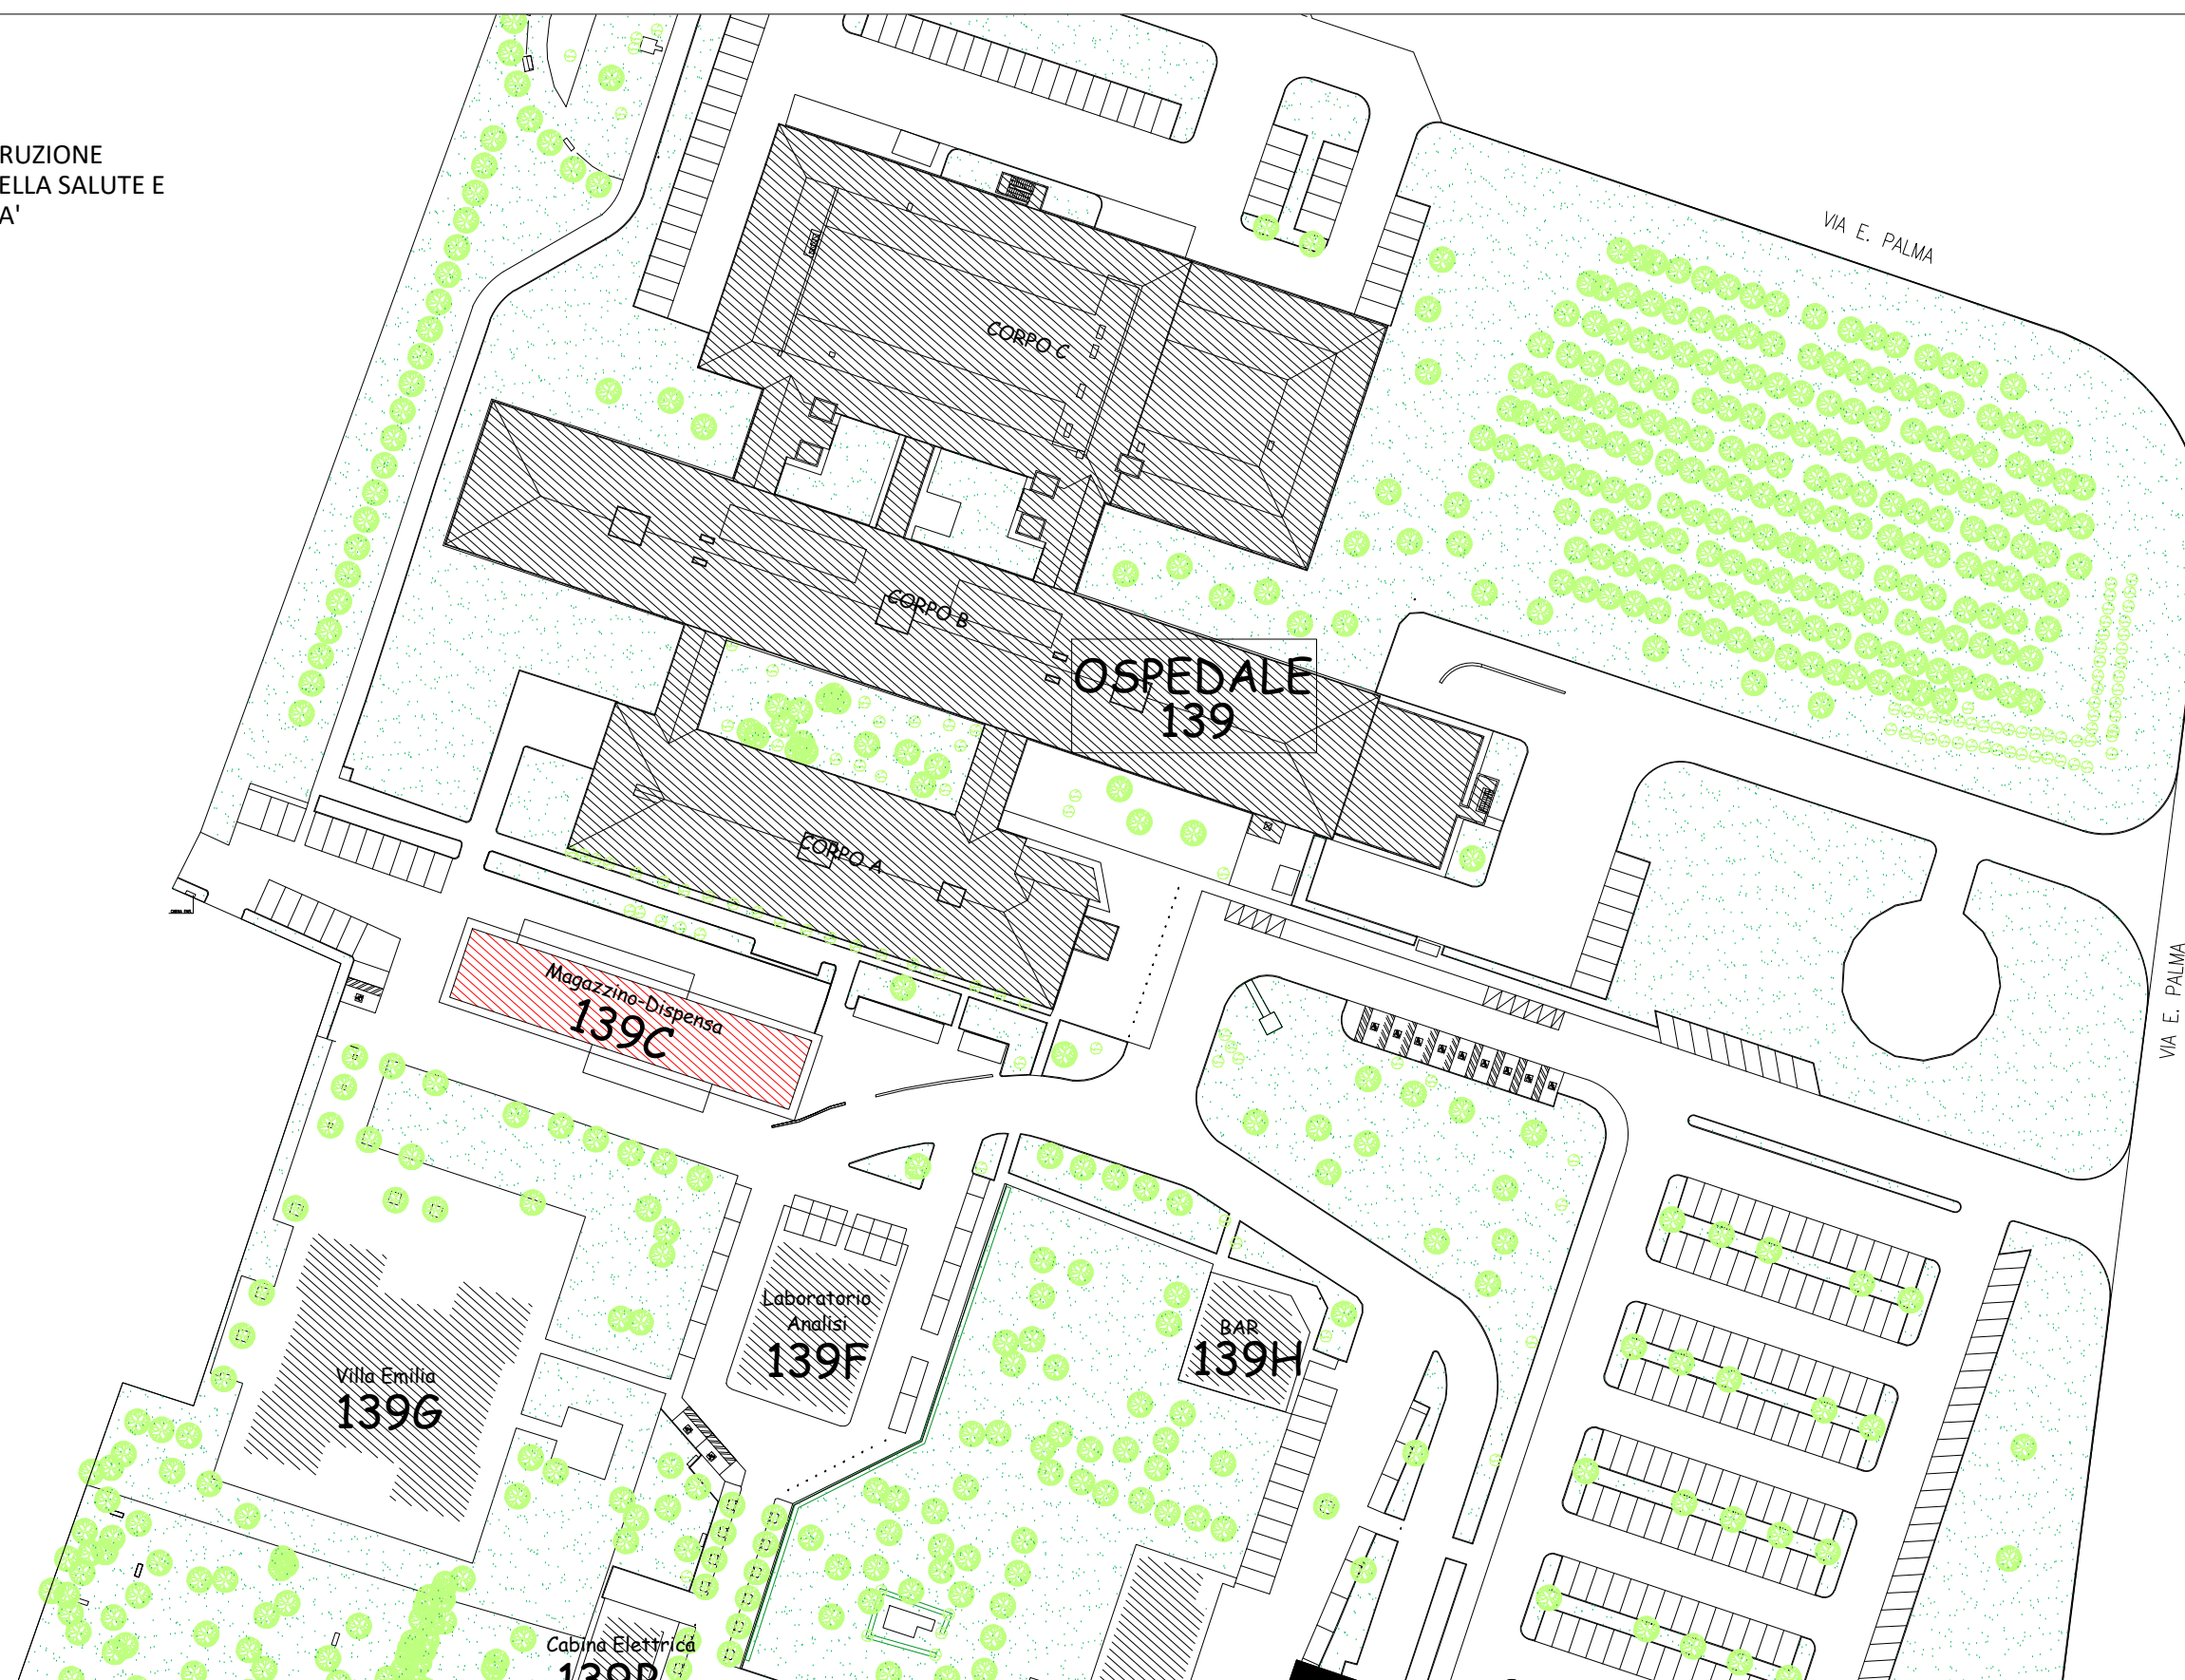 RUZIONE
ELLA SALUTE E
A'
VIA E. PALMA
CORPO C
CORPO B
OSPEDALE
139
CORPO A
VIA E. PALMA
Magazzino-Dispensa
139C
Laboratorio
Analisi
139F
BAR
139H
Villa Emilia
139G
Cabina Elettrica